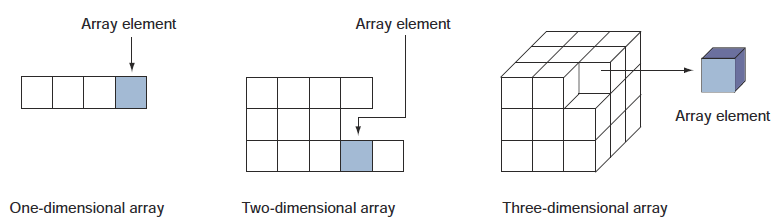 Array element
Array element
Array element
One-dimensional array
Two-dimensional array
Three-dimensional array